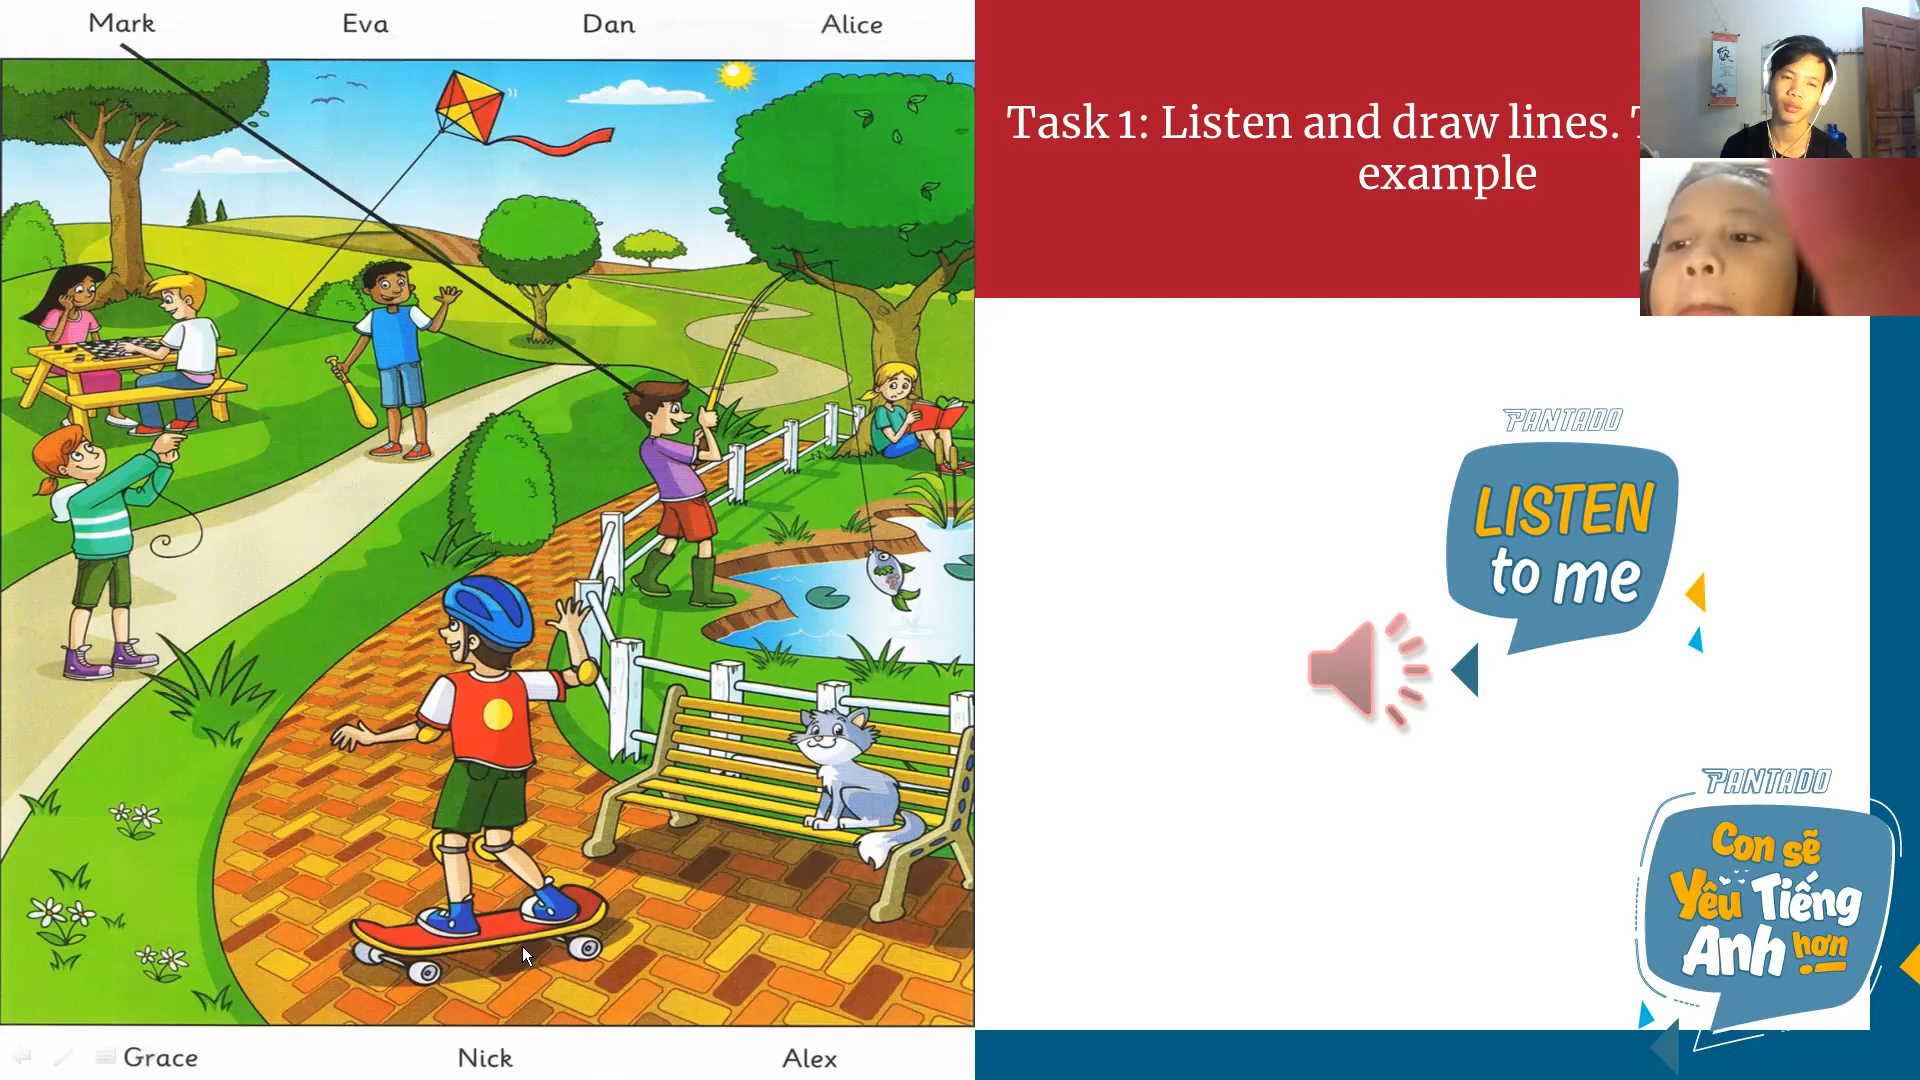 Mark Eva Dan Alice
Task 1: Listen and draw lines.
example
PANTADO
LISTEN
to me
PANTADO
Con sẽ
Yêu Tiếng
Anh hơn
Grace Nick Alex